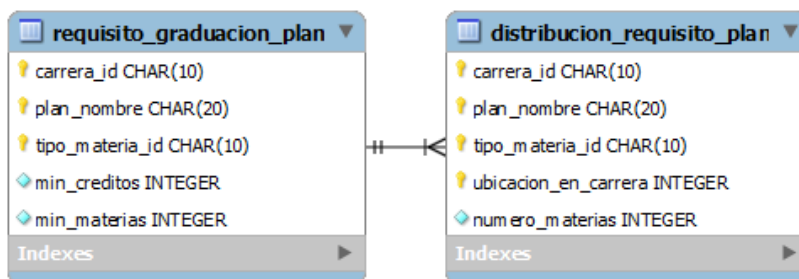 requisito_graduacion_plan
carrera_id CHAR(10)
plan_nombre CHAR(20)
tipo_materia_id CHAR(10)
min_creditos INTEGER
min_materias INTEGER
Indexes
distribucion_requisito_plan
carrera_id CHAR(10)
plan_nombre CHAR(20)
tipo_materia_id CHAR(10)
ubicacion_en_carrera INTEGER
numero_materias INTEGER
Indexes